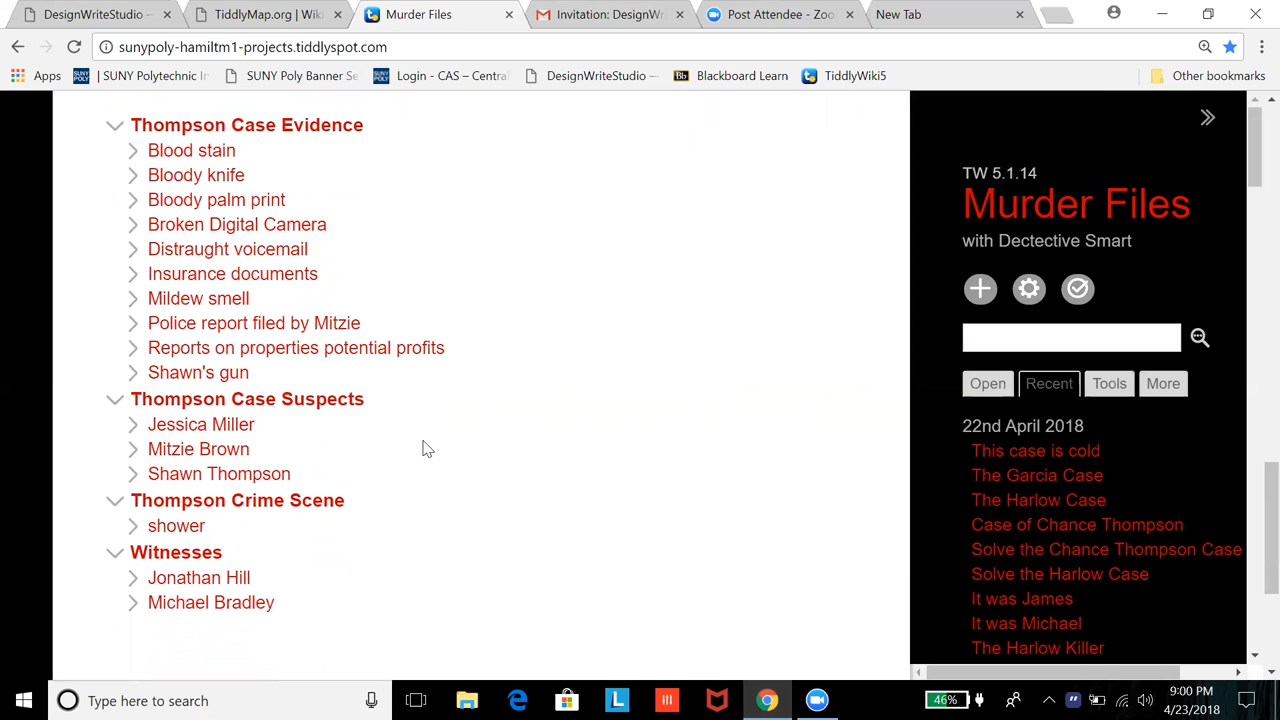 DesignWriteStudio –
TiddlyMap.org | Wiki
Murder Files
Invitation: DesignWr
Post Attendee - Zoo
New Tab
sunypoly-hamiltm1-projects.tiddlyspot.com
Apps
| SUNY Polytechnic In
SUNY Poly Banner Se
Login - CAS – Centra
DesignWriteStudio –
Blackboard Learn
TiddlyWiki5
Other bookmarks
Thompson Case Evidence
Blood stain
Bloody knife
Bloody palm print
Broken Digital Camera
Distraught voicemail
Insurance documents
Mildew smell
Police report filed by Mitzie
Reports on properties potential profits
Shawn's gun
Thompson Case Suspects
Jessica Miller
Mitzie Brown
Shawn Thompson
Thompson Crime Scene
shower
Witnesses
Jonathan Hill
Michael Bradley
TW 5.1.14
Murder Files
with Dectective Smart
Open Recent Tools More
22nd April 2018
This case is cold
The Garcia Case
The Harlow Case
Case of Chance Thompson
Solve the Chance Thompson Case
Solve the Harlow Case
It was James
It was Michael
The Harlow Killer
Type here to search
46%
9:00 PM
4/23/2018